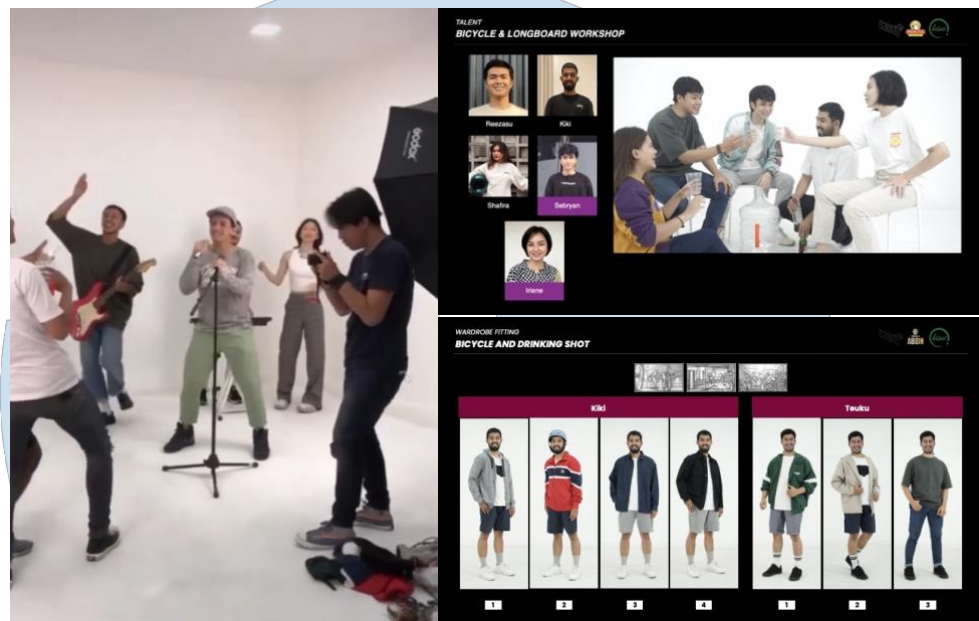 Godox
TALENT
BICYCLE & LONGBOARD WORKSHOP
Reezasu
Kiki
Shafira
Sebryan
Iriene
WARDROBE FITTING
BICYCLE AND DRINKING SHOT
ABIDIN
Kiki
Teuku
1
2
3
4
1
2
3